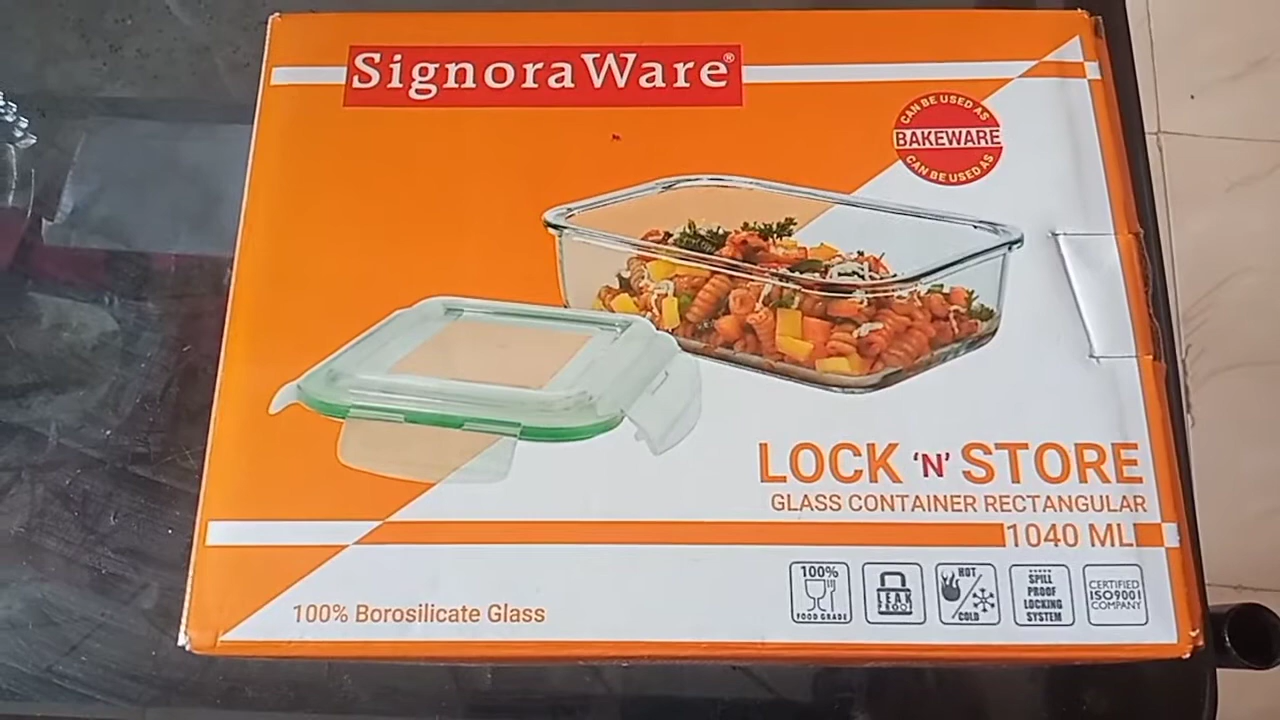 SignoraWare®
CAN BE USED AS
BAKEWARE
CAN BE USED AS
LOCK 'N' STORE
GLASS CONTAINER RECTANGULAR
1040 ML
100% Borosilicate Glass
100%
FOOD GRADE
LEAK
PROOF
HOT
COLD
SPILL
PROOF
LOCKING
SYSTEM
CERTIFIED
ISO9001
COMPANY